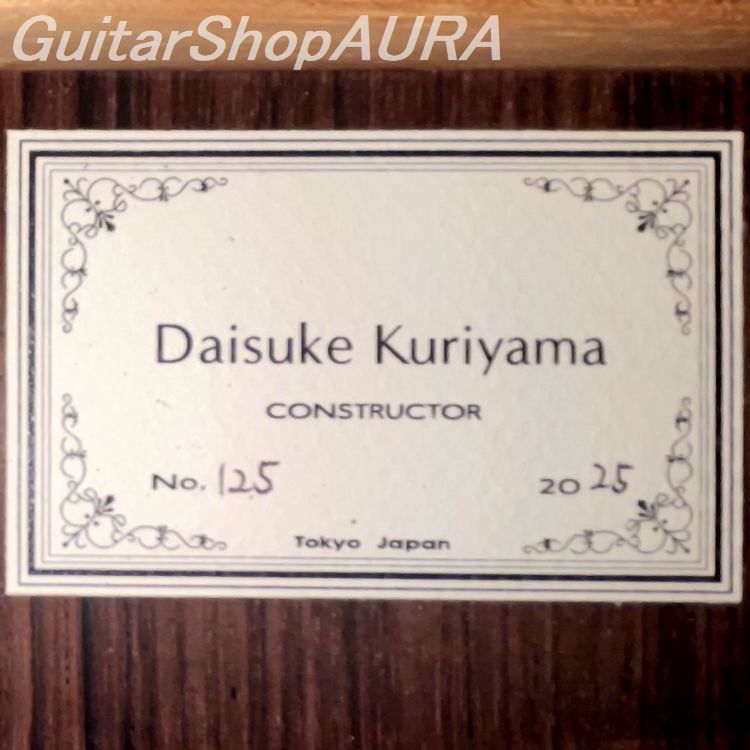 GuitarShopAURA
Daisuke Kuriyama
CONSTRUCTOR
No. 125 2025
Tokyo Japan